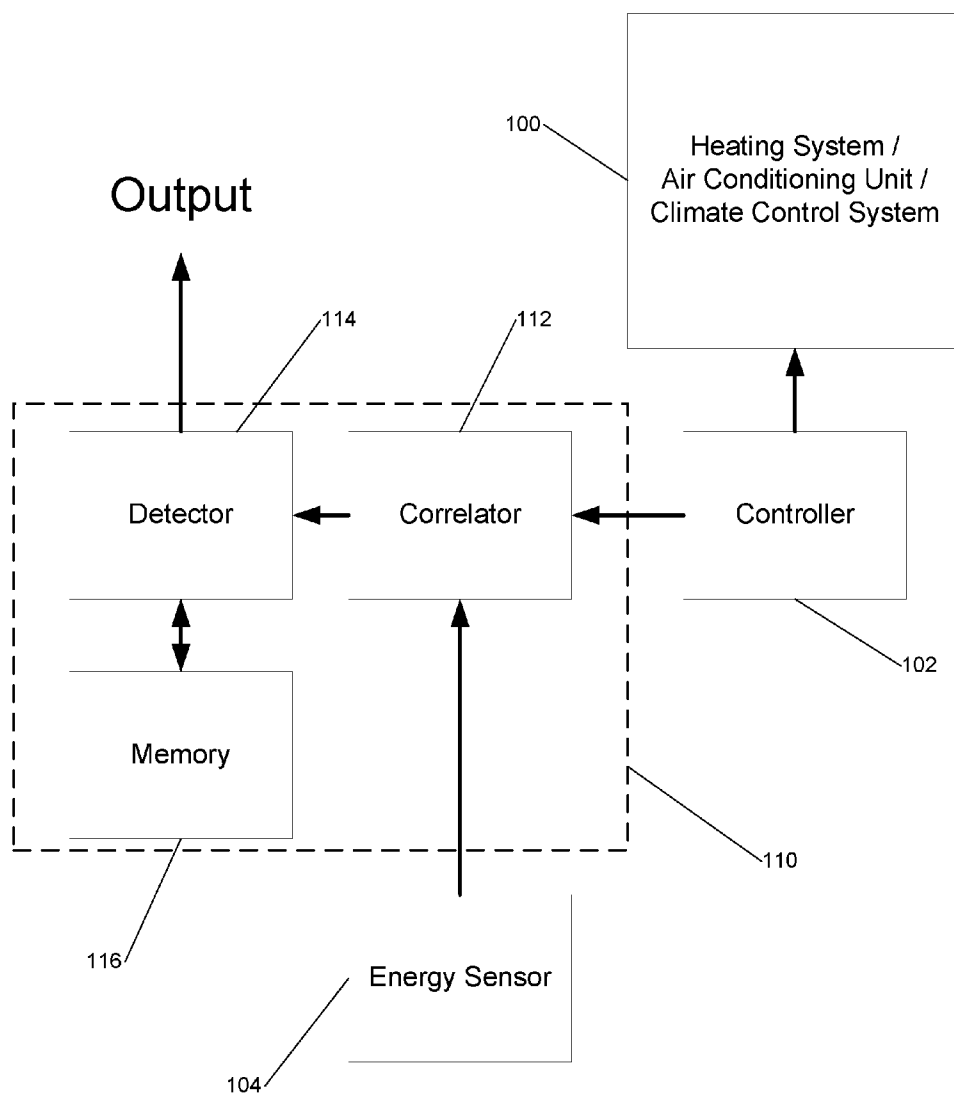 100
Heating System /
Air Conditioning Unit /
Climate Control System
Output
114
112
Detector
Correlator
Controller
102
Memory
110
116
Energy Sensor
104